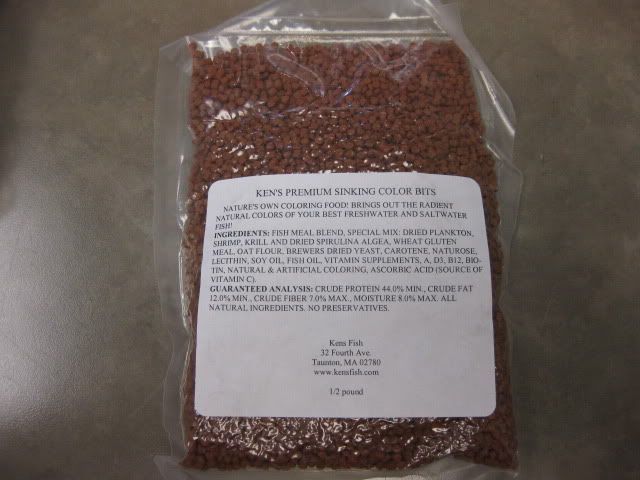 KEN'S PREMIUM SINKING COLOR BITS
NATURE'S OWN COLORING FOOD! BRINGS OUT THE RADIENT
NATURAL COLORS OF YOUR BEST FRESHWATER AND SALTWATER
FISH!
INGREDIENTS: FISH MEAL BLEND, SPECIAL MIX: DRIED PLANKTON,
SHRIMP, KRILL AND DRIED SPIRULINA ALGEA, WHEAT GLUTEN
MEAL, OAT FLOUR, BREWERS DRIED YEAST, CAROTENE, NATUROSE,
LECITHIN, SOY OIL, FISH OIL, VITAMIN SUPPLEMENTS, A, D3, B12, BIO-
TIN, NATURAL & ARTIFICIAL COLORING, ASCORBIC ACID (SOURCE OF
VITAMIN C).
GUARANTEED ANALYSIS: CRUDE PROTEIN 44.0% MIN., CRUDE FAT
12.0% MIN., CRUDE FIBER 7.0% MAX., MOISTURE 8.0% MAX. ALL
NATURAL INGREDIENTS. NO PRESERVATIVES.
Kens Fish
32 Fourth Ave.
Taunton, MA 02780
www.kensfish.com
1/2 pound